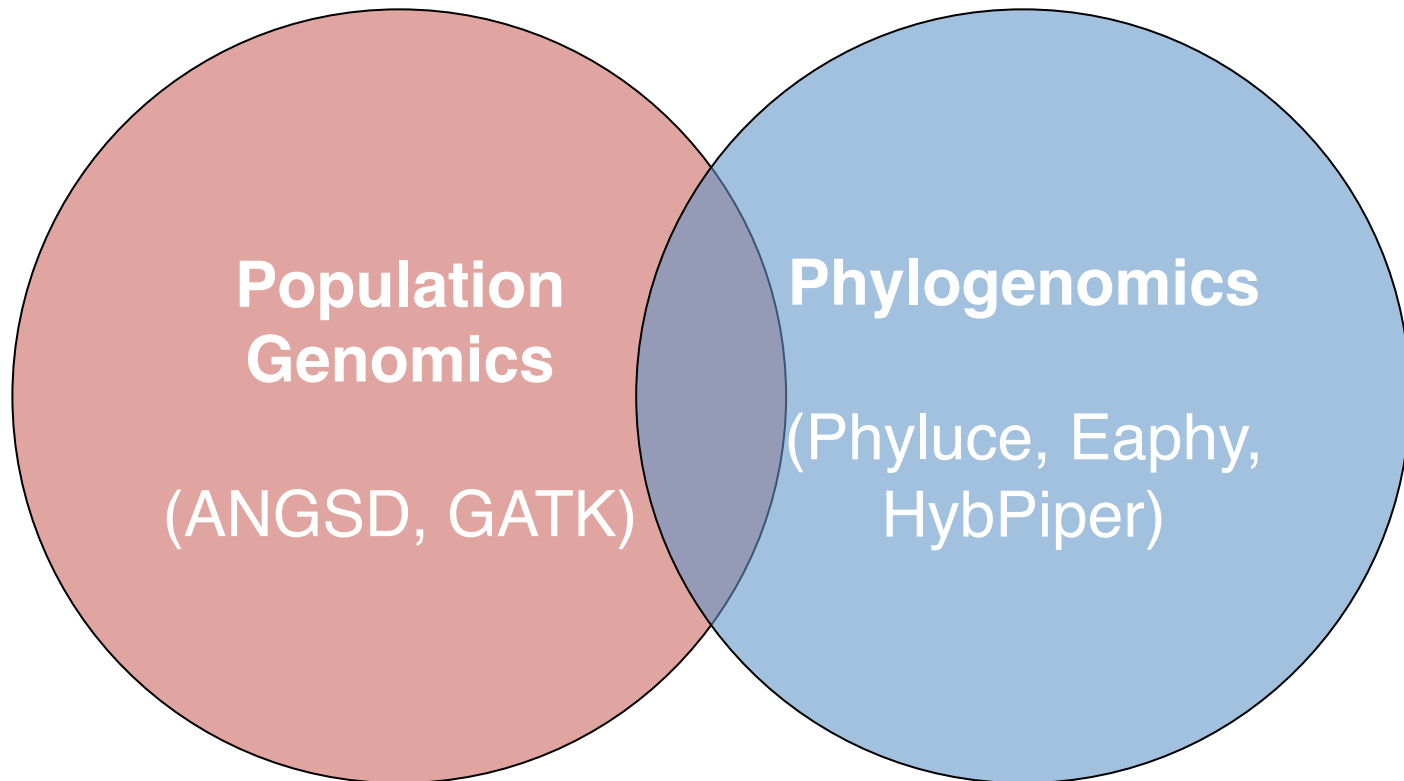 Population
Genomics
(ANGSD, GATK)
Phylogenomics
(Phyluce, Eaphy,
HybPiper)